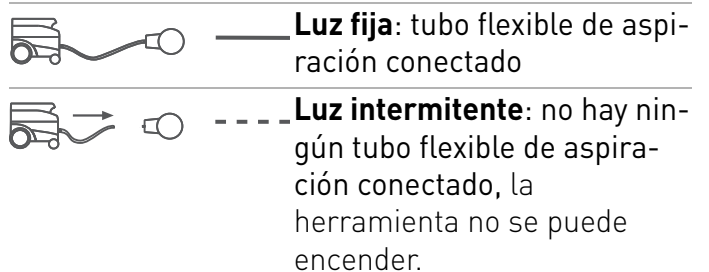 Luz fija: tubo flexible de aspi-
ración conectado
Luz intermitente: no hay nin-
gún tubo flexible de aspira-
ción conectado, la
herramienta no se puede
encender.